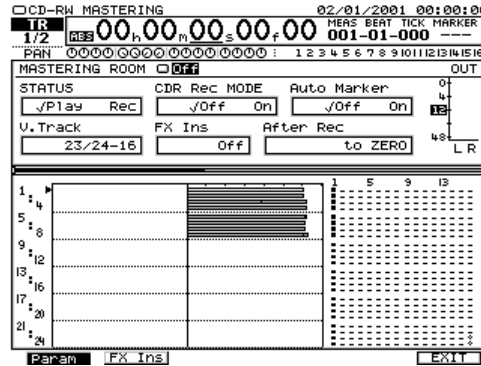 CD-RW MASTERING 02/01/2001 00:00:00
TR 1/2 ABS 00h00m00s00f00 MEAS BEAT TICK MARKER
001-01-000 ---
PAN 1 2 3 4 5 6 7 8 9 10 11 12 13 14 15 16
MASTERING ROOM Off OUT
STATUS CDR Rec MODE Auto Marker
√Play Rec √Off On √Off On
V.Track FX Ins After Rec
23/24-16 Off to ZERO
0
4
12
48
L R
1 5 9 13
1:4
5:8
9:12
13:16
17:20
21:24
Param FX Ins EXIT